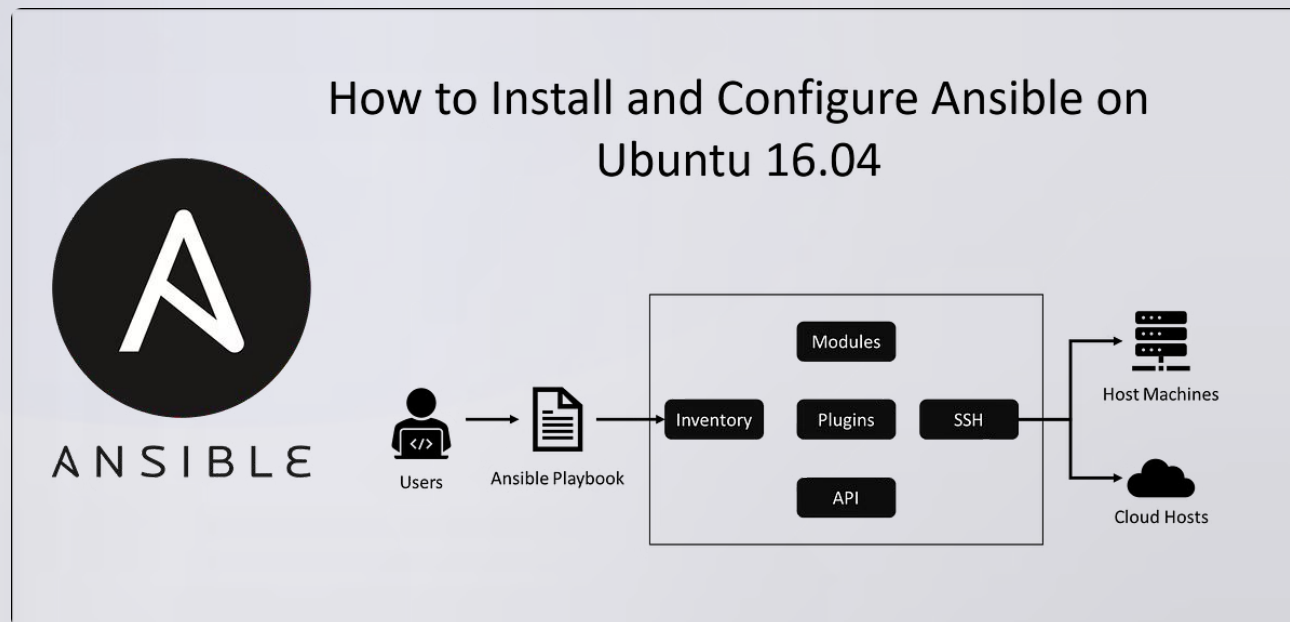 How to Install and Configure Ansible on
Ubuntu 16.04
ANSIBLE
Users
</>
Ansible Playbook
Inventory
Modules
Plugins
API
SSH
Host Machines
Cloud Hosts